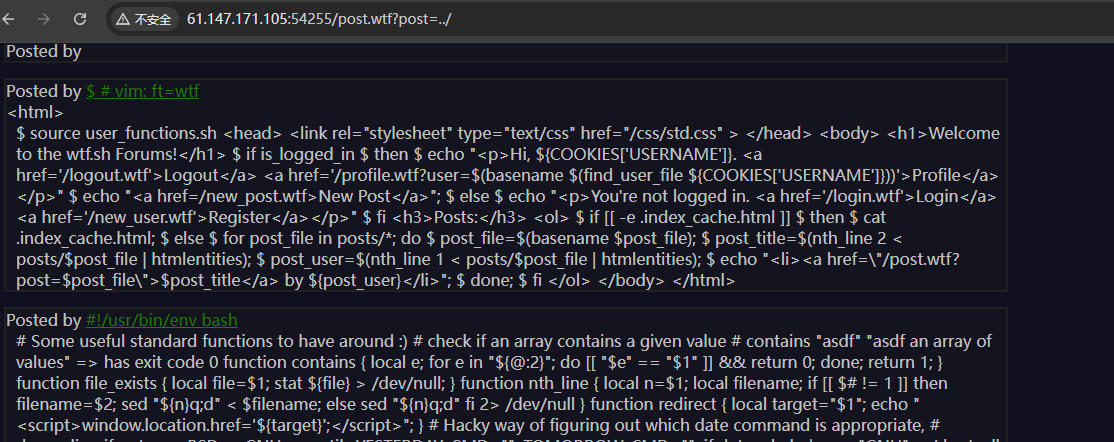 不安全 61.147.171.105:54255/post.wtf?post=../
Posted by
Posted by $ # vim: ft=wtf
<html>
$ source user_functions.sh <head> <link rel="stylesheet" type="text/css" href="/css/std.css" > </head> <body> <h1>Welcome
to the wtf.sh Forums!</h1> $ if is_logged_in $ then $ echo "<p>Hi, ${COOKIES['USERNAME']}. <a
href='/logout.wtf'>Logout</a> <a href='/profile.wtf?user=$(basename $(find_user_file ${COOKIES['USERNAME']}))'>Profile</a>
</p>" $ echo "<a href=/new_post.wtf>New Post</a>"; $ else $ echo "<p>You're not logged in. <a href='/login.wtf'>Login</a>
<a href='/new_user.wtf'>Register</a></p>" $ fi <h3>Posts:</h3> <ol> $ if [[ -e .index_cache.html ]] $ then $ cat
.index_cache.html; $ else $ for post_file in posts/*; do $ post_file=$(basename $post_file); $ post_title=$(nth_line 2 <
posts/$post_file | htmlentities); $ post_user=$(nth_line 1 < posts/$post_file | htmlentities); $ echo "<li><a href=\"/post.wtf?
post=$post_file\">$post_title</a> by ${post_user}</li>"; $ done; $ fi </ol> </body> </html>
Posted by #!/usr/bin/env bash
# Some useful standard functions to have around :) # check if an array contains a given value # contains "asdf" "asdf an array of
values" => has exit code 0 function contains { local e; for e in "${@:2}"; do [[ "$e" == "$1" ]] && return 0; done; return 1; }
function file_exists { local file=$1; stat ${file} > /dev/null; } function nth_line { local n=$1; local filename; if [[ $# != 1 ]] then
filename=$2; sed "${n}q;d" < $filename; else sed "${n}q;d" fi 2> /dev/null } function redirect { local target="$1"; echo "
<script>window.location.href='${target}';</script>"; } # Hacky way of figuring out which date command is appropriate, #